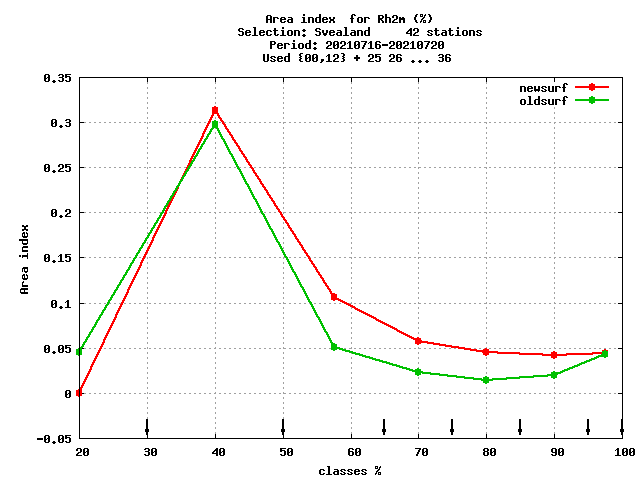 Area index  for Rh2m (%)
Selection: Svealand     42 stations
Period: 20210716-20210720
Used {00,12} + 25 26 ... 36
0.35
0.3
0.25
0.2
0.15
0.1
0.05
0
-0.05
Area index
newsurf
oldsurf
20 30 40 50 60 70 80 90 100
classes %